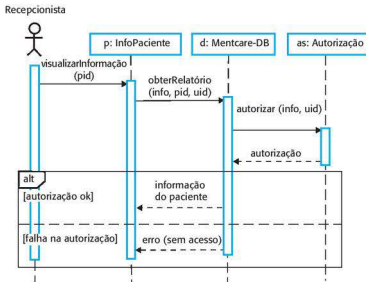 Recepcionista
p: InfoPaciente
d: Mentcare-DB
as: Autorização
visualizarInformação
(pid)
obterRelatório
(info, pid, uid)
autorizar (info, uid)
autorização
alt
[autorização ok]
informação
do paciente
[falha na autorização]
erro (sem acesso)